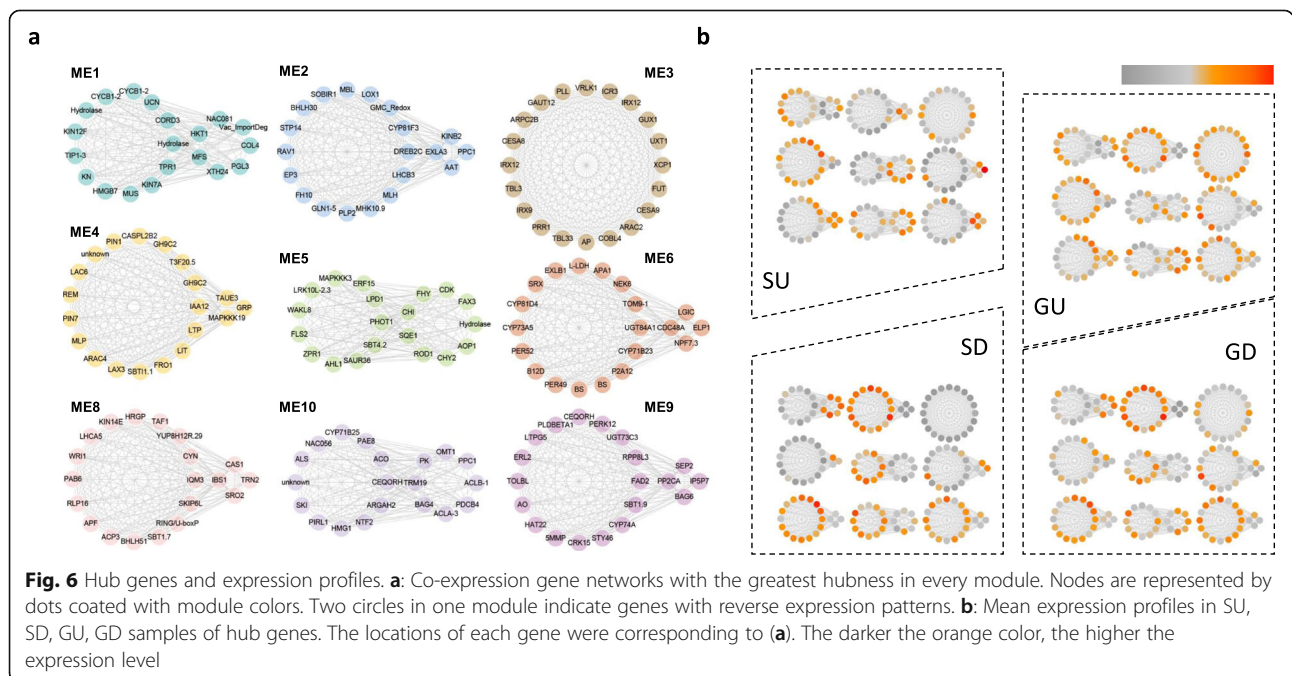 a
b
ME1
CYCB1-2
CYCB1-2
UCN
Hydrolase
CORD3
NAC081
Vac_ImportDeg
KIN12F
HKT1
Hydrolase
COL4
TIP1-3
MFS
TPR1
PGL3
KN
XTH24
HMGB7
MUS
KIN7A
ME2
MBL
LOX1
SOBIR1
GMC_Redox
BHLH30
STP14
CYP81F3
KINB2
RAV1
DREB2C
EXLA3
PPC1
EP3
LHCB3
AAT
FH10
MLH
GLN1-5
PLP2
MHK10.9
ME3
VRLK1
PLL
ICR3
GAUT12
IRX12
ARPC2B
GUX1
CESA8
UXT1
IRX12
XCP1
TBL3
FUT
IRX9
CESA9
PRR1
ARAC2
TBL33
AP
COBL4
ME4
CASPL2B2
PIN1
GH9C2
unknown
T3F20.5
LAC6
GH9C2
TAUE3
REM
IAA12
GRP
PIN7
MAPKKK19
MLP
LTP
LIT
ARAC4
FRO1
LAX3
SBTI1.1
ME5
MAPKKK3
ERF15
LRK10L-2.3
LPD1
FHY
CDK
FAX3
WAKL8
CHI
PHOT1
Hydrolase
FLS2
SQE1
SBT4.2
AOP1
ZPR1
ROD1
CHY2
SAUR36
AHL1
ME6
L-LDH
EXLB1
APA1
SRX
NEK6
CYP81D4
TOM9-1
LGIC
CYP73A5
UGT84A1
CDC48A
ELP1
PER52
NPF7.3
CYP71B23
B12D
P2A12
PER49
BS
BS
ME8
HRGP
KIN14E
TAF1
LHCA5
YUP8H12R.29
WRI1
CYN
CAS1
PAB6
IQM3
IBS1
TRN2
SRO2
RLP16
SKIP6L
APF
RING/U-boxP
ACP3
SBT1.7
BHLH51
ME10
CYP71B25
PAE8
NAC056
OMT1
ALS
ACO
PK
PPC1
unknown
CEQORH
TRM19
ACLB-1
SKI
ARGAH2
BAG4
PDCB4
ACLA-3
PIRL1
NTF2
HMG1
ME9
CEQORH
PLDBETA1
PERK12
LTPG5
UGT73C3
ERL2
RPP8L3
SEP2
TOLBL
FAD2
PP2CA
IP5P7
AO
BAG6
SBT1.9
HAT22
CYP74A
5MMP
STY46
CRK15
SU
GU
SD
GD
Fig. 6 Hub genes and expression profiles. a: Co-expression gene networks with the greatest hubness in every module. Nodes are represented by
dots coated with module colors. Two circles in one module indicate genes with reverse expression patterns. b: Mean expression profiles in SU,
SD, GU, GD samples of hub genes. The locations of each gene were corresponding to (a). The darker the orange color, the higher the
expression level